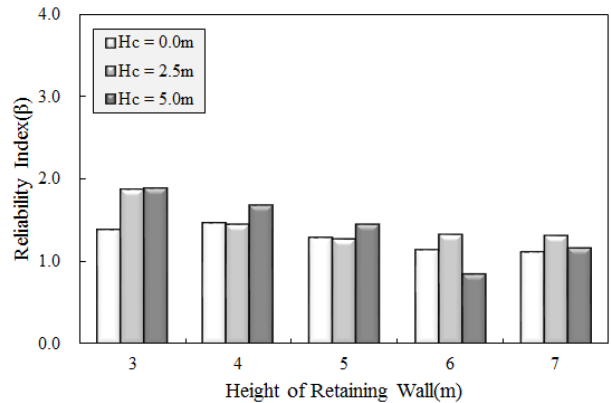 4.0
3.0
2.0
1.0
0.0
Reliability Index(β)
Hc = 0.0m
Hc = 2.5m
Hc = 5.0m
3 4 5 6 7
Height of Retaining Wall(m)